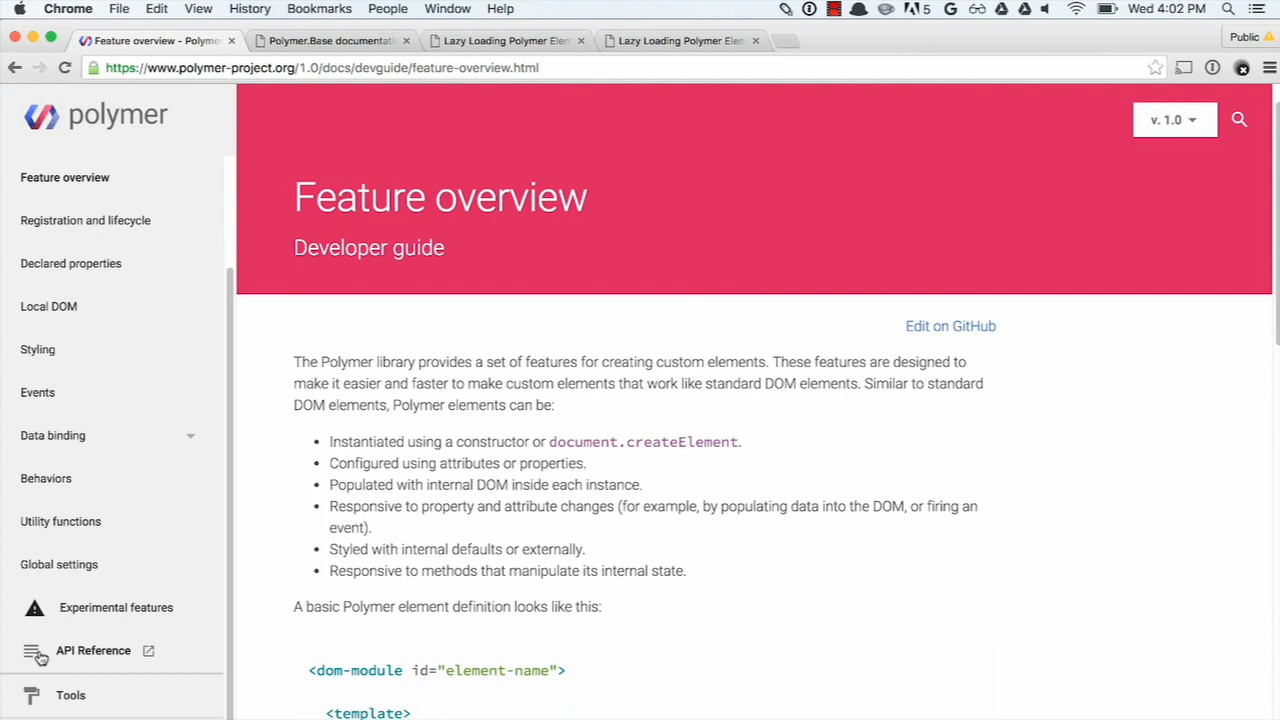 Chrome File Edit View History Bookmarks People Window Help 5 Wed 4:02 PM
Feature overview - Polyme Polymer.Base documentati Lazy Loading Polymer Elem Lazy Loading Polymer Elem Public
https://www.polymer-project.org/1.0/docs/devguide/feature-overview.html
polymer
v. 1.0
Feature overview
Developer guide
Feature overview
Registration and lifecycle
Declared properties
Local DOM
Styling
Events
Data binding
Behaviors
Utility functions
Global settings
Experimental features
API Reference
Tools
Edit on GitHub
The Polymer library provides a set of features for creating custom elements. These features are designed to
make it easier and faster to make custom elements that work like standard DOM elements. Similar to standard
DOM elements, Polymer elements can be:
• Instantiated using a constructor or document.createElement.
• Configured using attributes or properties.
• Populated with internal DOM inside each instance.
• Responsive to property and attribute changes (for example, by populating data into the DOM, or firing an
event).
• Styled with internal defaults or externally.
• Responsive to methods that manipulate its internal state.
A basic Polymer element definition looks like this:
<dom-module id="element-name">
<template>